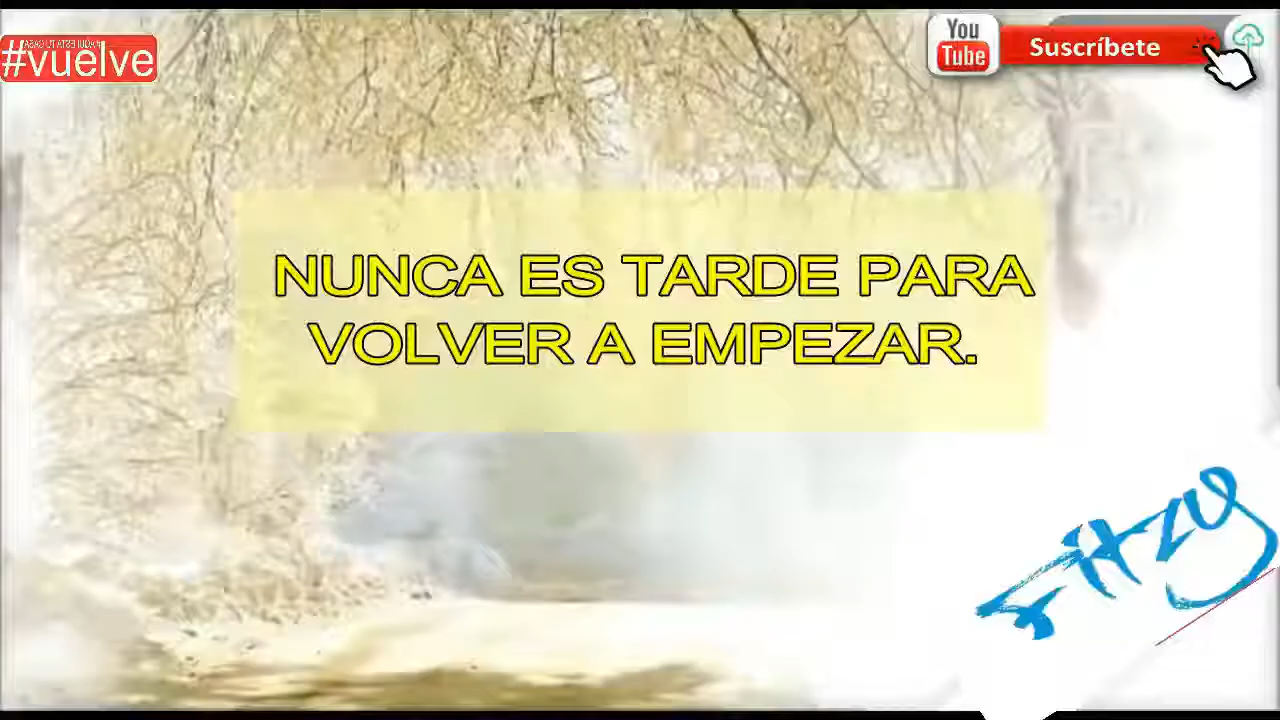 #vuelve
You
Tube
Suscríbete
NUNCA ES TARDE PARA
VOLVER A EMPEZAR.